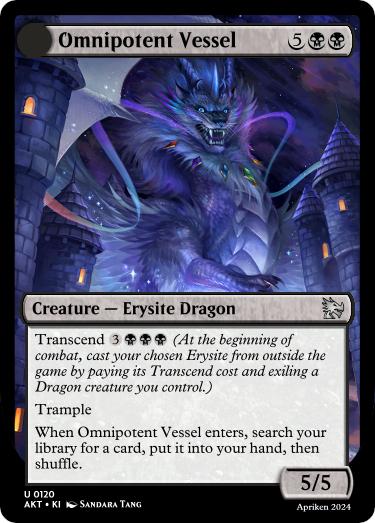 Omnipotent Vessel 5
Creature — Erysite Dragon
Transcend 3 (At the beginning of
combat, cast your chosen Erysite from outside
the game by paying its Transcend cost and exiling a
Dragon creature you control.)
Trample
When Omnipotent Vessel enters, search your
library for a card, put it into your hand, then
shuffle.
5/5
U 0120
AKT • KI Sandara Tang
Apriken 2024